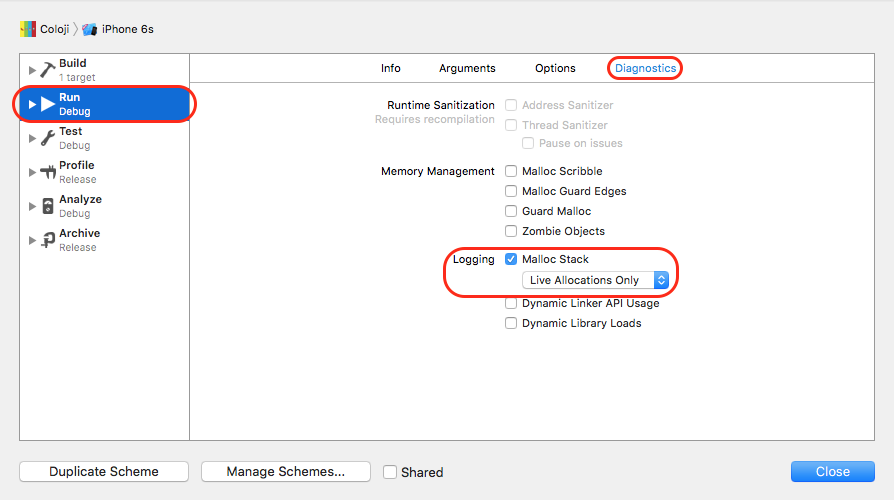 Coloji iPhone 6s
Build
1 target
Run
Debug
Test
Debug
Profile
Release
Analyze
Debug
Archive
Release
Info Arguments Options Diagnostics
Runtime Sanitization Address Sanitizer
Requires recompilation Thread Sanitizer
Pause on issues
Memory Management Malloc Scribble
Malloc Guard Edges
Guard Malloc
Zombie Objects
Logging Malloc Stack
Live Allocations Only
Dynamic Linker API Usage
Dynamic Library Loads
Duplicate Scheme Manage Schemes... Shared Close